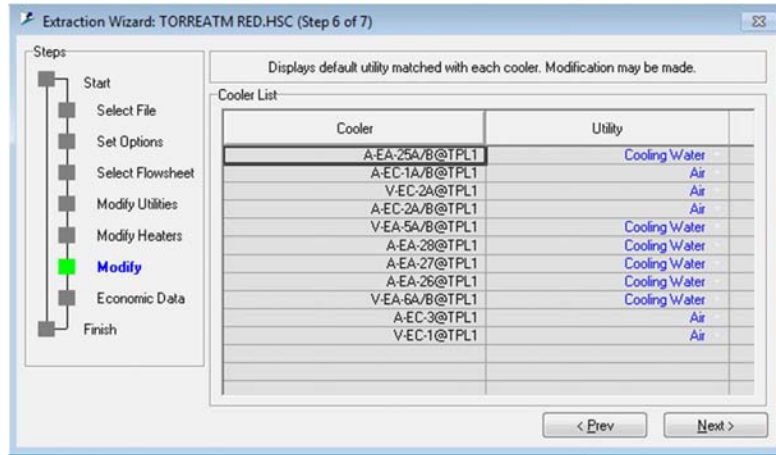 Extraction Wizard: TORREATM RED.HSC (Step 6 of 7)
Steps
Start
Select File
Set Options
Select Flowsheet
Modify Utilities
Modify Heaters
Modify
Economic Data
Finish
Displays default utility matched with each cooler. Modification may be made.
Cooler List
Cooler Utility
A-EA-25A/B@TPL1 Cooling Water
A-EC-1A/B@TPL1 Air
V-EC-2A@TPL1 Air
A-EC-2A/B@TPL1 Air
V-EA-5A/B@TPL1 Cooling Water
A-EA-28@TPL1 Cooling Water
A-EA-27@TPL1 Cooling Water
A-EA-26@TPL1 Cooling Water
V-EA-6A/B@TPL1 Cooling Water
A-EC-3@TPL1 Air
V-EC-1@TPL1 Air
< Prev Next >